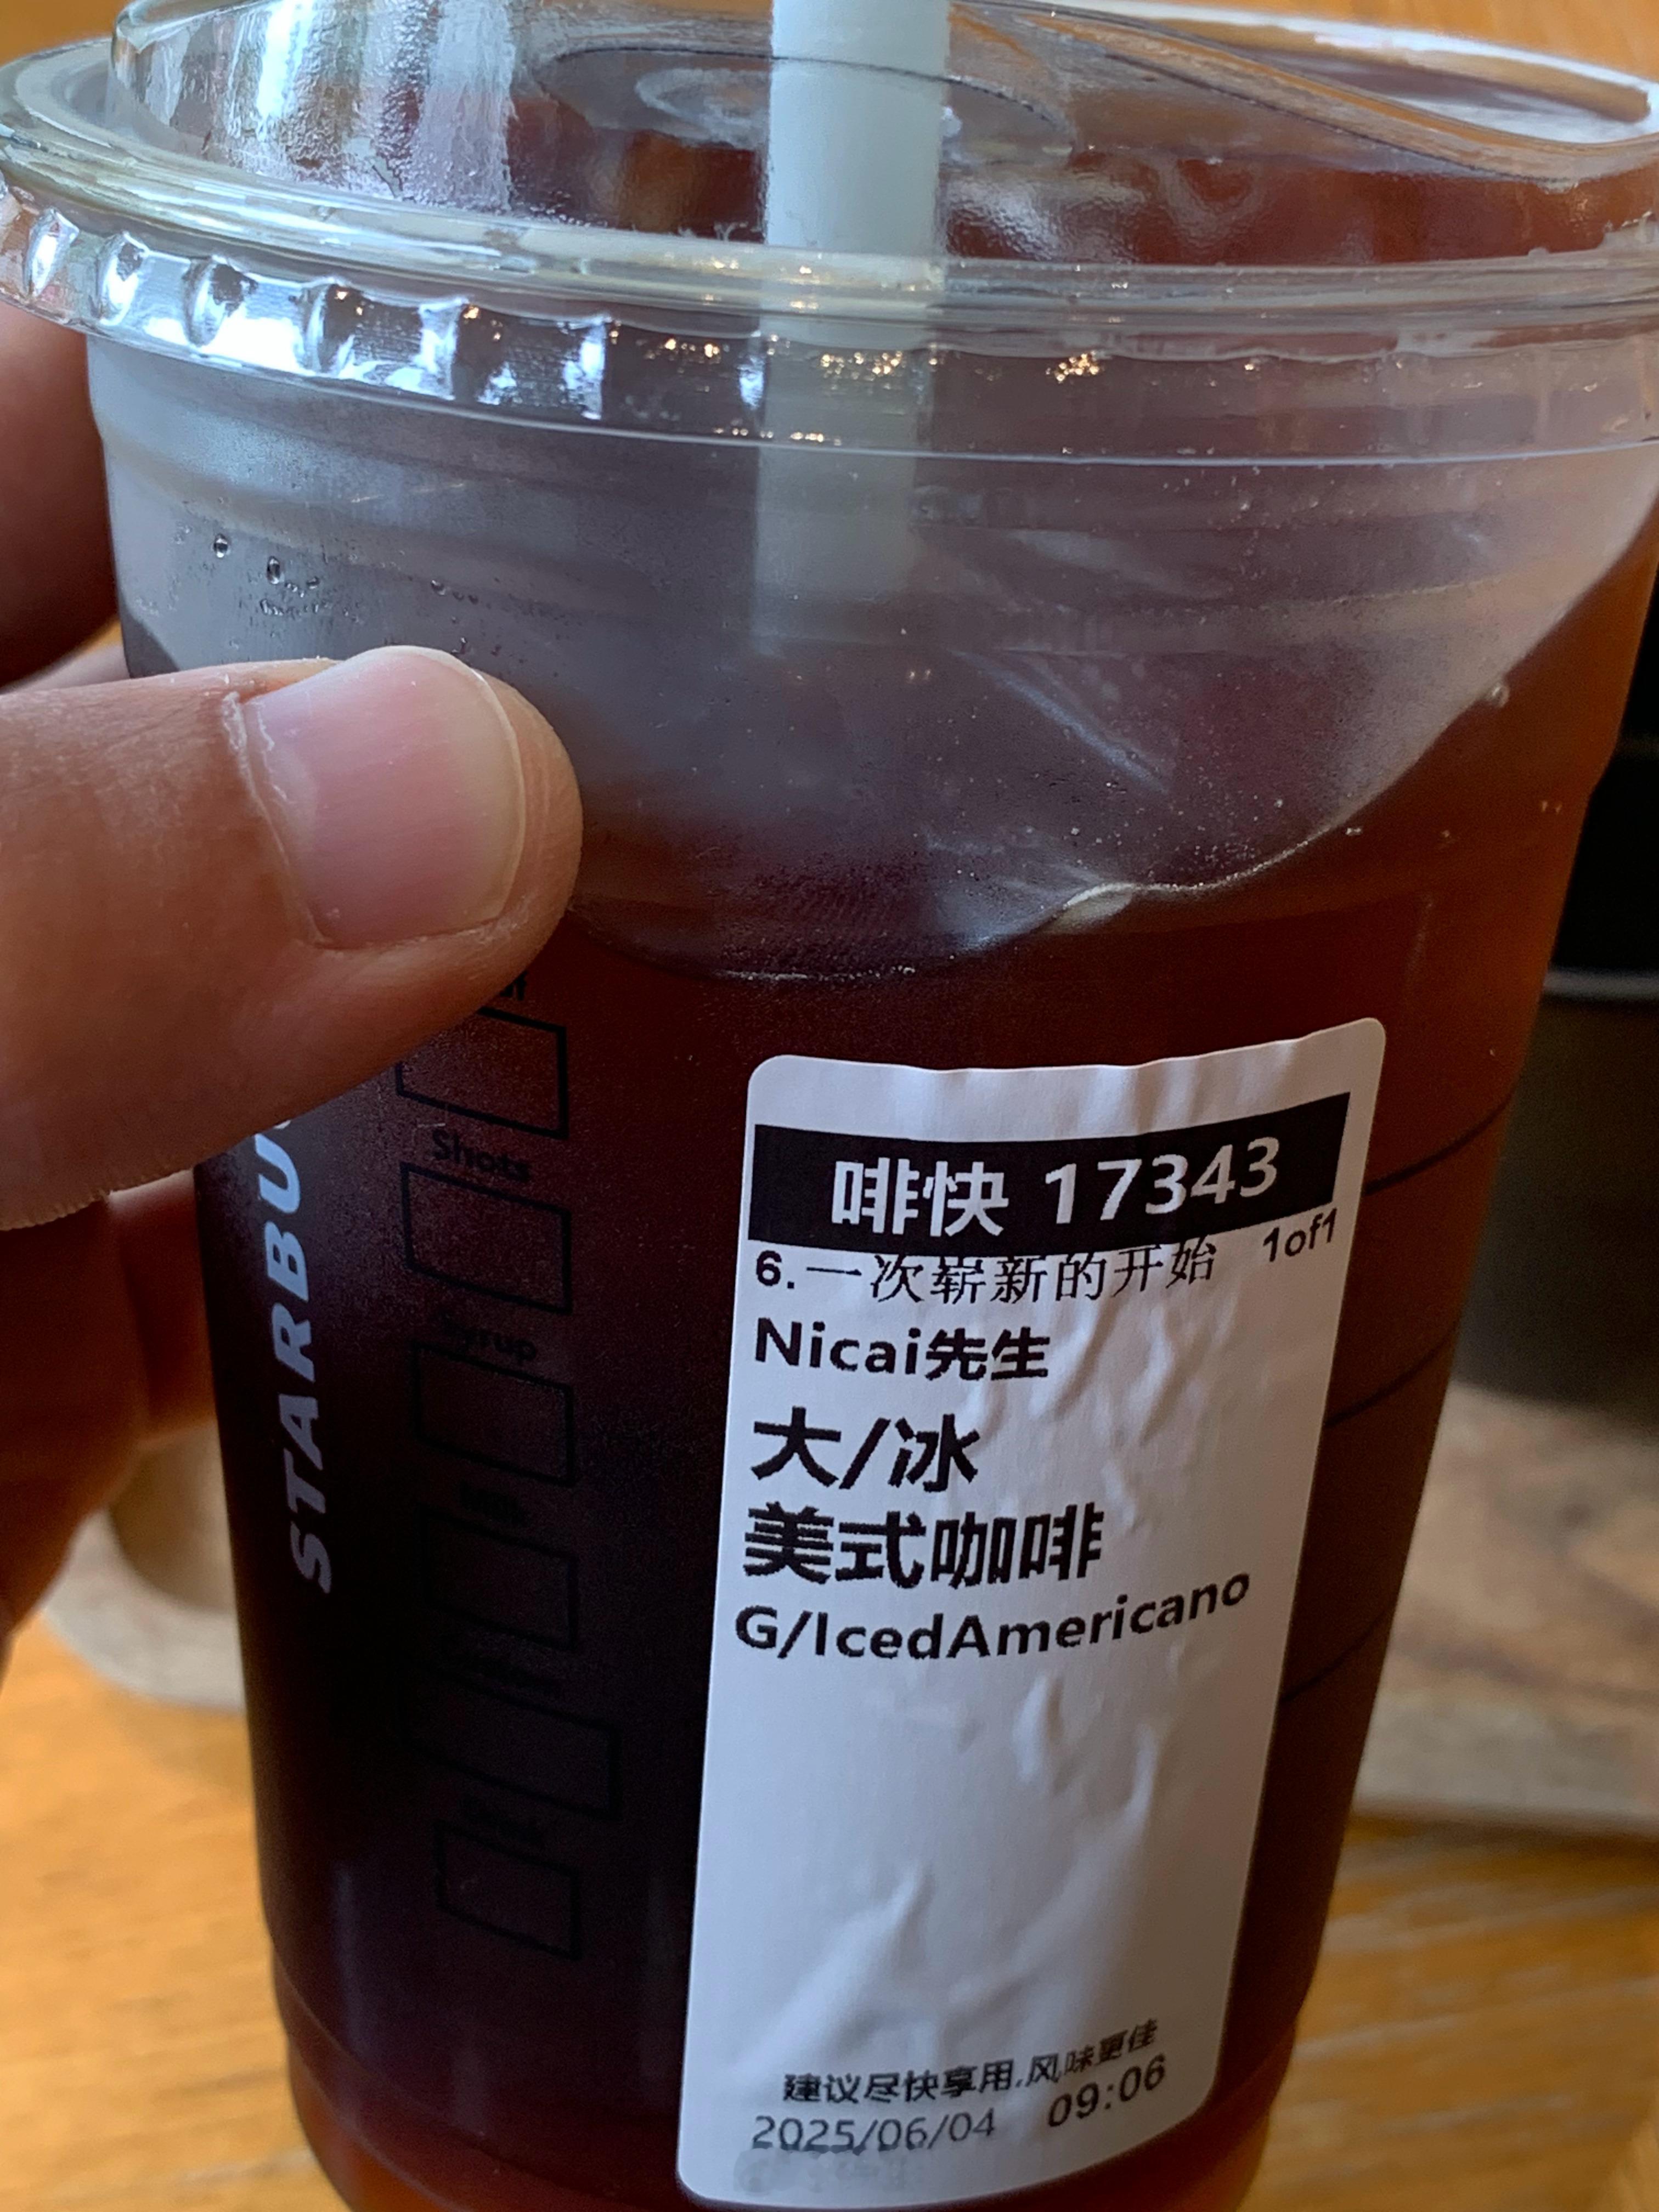 STARBU
Shots
Syrup
啡快 17343
6.一次崭新的开始 1of1
Nicai先生
大/冰
美式咖啡
G/IcedAmericano
建议尽快享用,风味更佳
2025/06/04 09:06